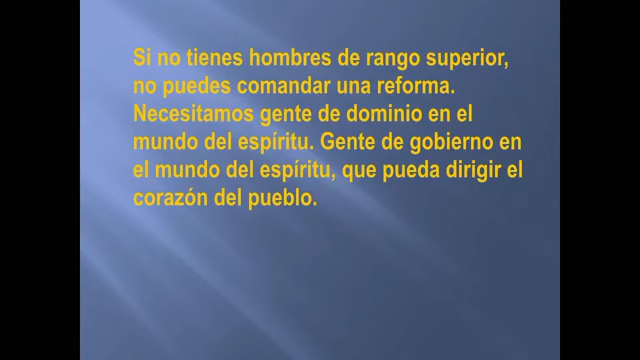 Si no tienes hombres de rango superior,
no puedes comandar una reforma.
Necesitamos gente de dominio en el
mundo del espíritu. Gente de gobierno en
el mundo del espíritu, que pueda dirigir el
corazón del pueblo.